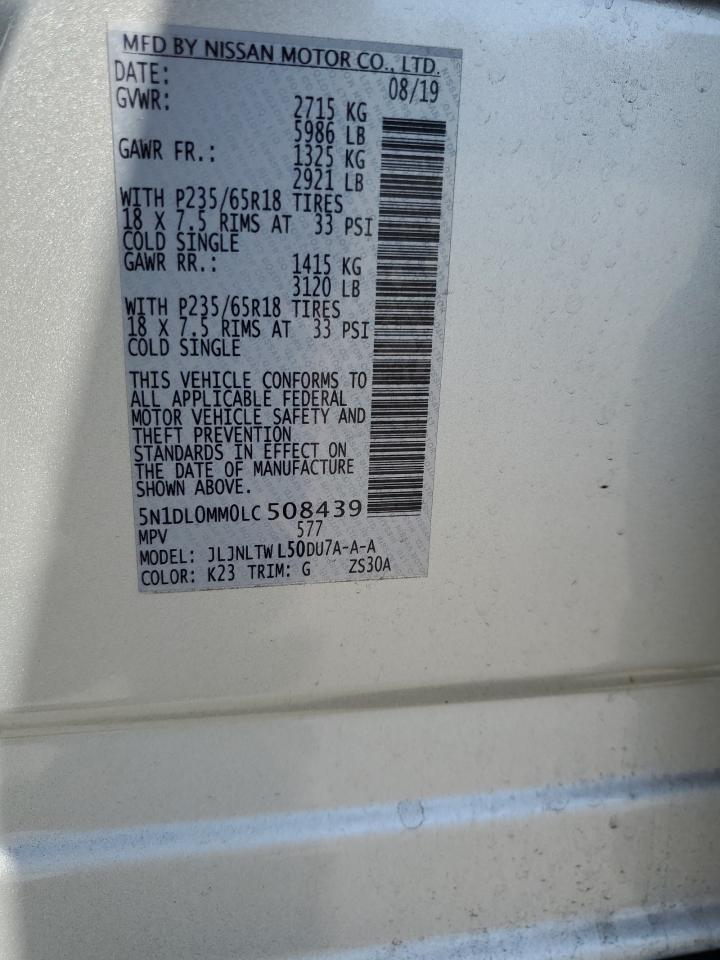 MFD BY NISSAN MOTOR CO., LTD.
DATE: 08/19
GVWR: 2715 KG
5986 LB
GAWR FR.: 1325 KG
2921 LB
WITH P235/65R18 TIRES
18 X 7.5 RIMS AT 33 PSI
COLD SINGLE
GAWR RR.: 1415 KG
3120 LB
WITH P235/65R18 TIRES
18 X 7.5 RIMS AT 33 PSI
COLD SINGLE
THIS VEHICLE CONFORMS TO
ALL APPLICABLE FEDERAL
MOTOR VEHICLE SAFETY AND
THEFT PREVENTION
STANDARDS IN EFFECT ON
THE DATE OF MANUFACTURE
SHOWN ABOVE.
5N1DL0MM0LC508439
MPV 577
MODEL: JLJNLTWL50DU7A-A-A
COLOR: K23 TRIM: G ZS30A